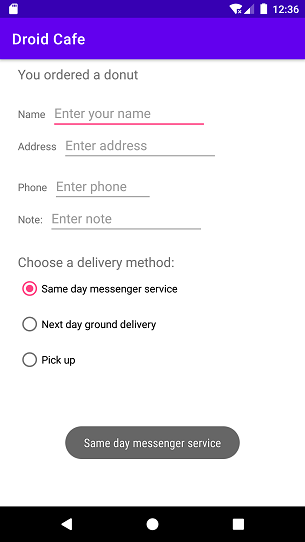 12:36
Droid Cafe
You ordered a donut
Name Enter your name
Address Enter address
Phone Enter phone
Note: Enter note
Choose a delivery method:
Same day messenger service
Next day ground delivery
Pick up
Same day messenger service